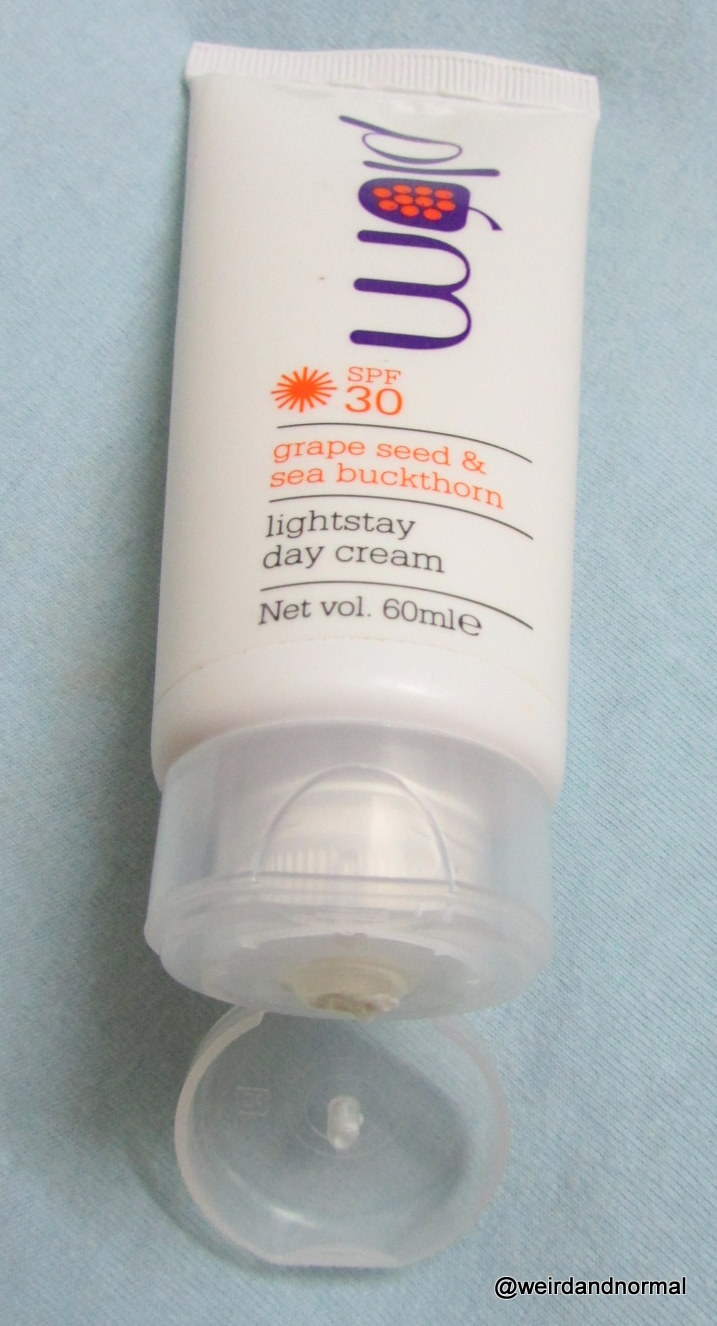 plum
SPF
30
grape seed &
sea buckthorn
lightstay
day cream
Net vol. 60ml℮
@weirdandnormal